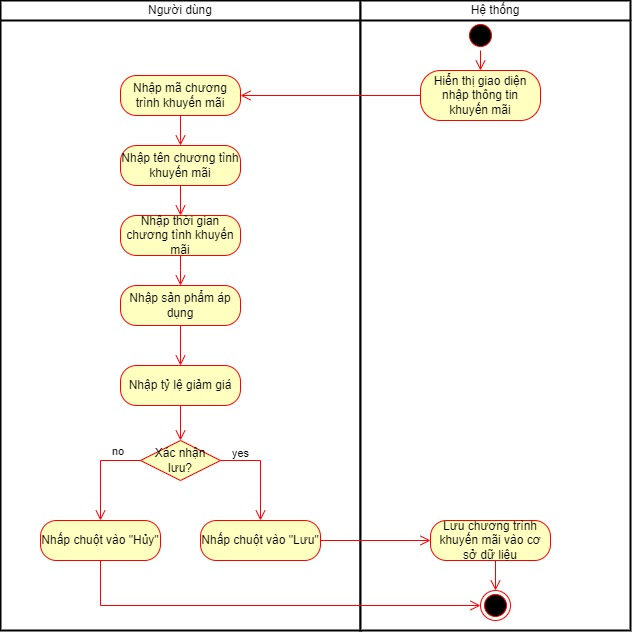 Người dùng
Hệ thống
Hiển thị giao diện
nhập thông tin
khuyến mãi
Nhập mã chương
trình khuyến mãi
Nhập tên chương tình
khuyến mãi
Nhập thời gian
chương tình khuyến
mãi
Nhập sản phẩm áp
dụng
Nhập tỷ lệ giảm giá
Xác nhận
lưu?
no
yes
Nhấp chuột vào "Hủy"
Nhấp chuột vào "Lưu"
Lưu chương trình
khuyến mãi vào cơ
sở dữ liệu